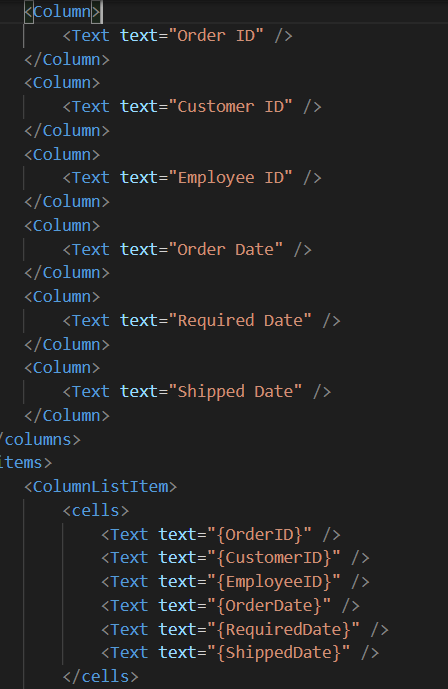 <Column>
<Text text="Order ID" />
</Column>
<Column>
<Text text="Customer ID" />
</Column>
<Column>
<Text text="Employee ID" />
</Column>
<Column>
<Text text="Order Date" />
</Column>
<Column>
<Text text="Required Date" />
</Column>
<Column>
<Text text="Shipped Date" />
</Column>
/columns>
items>
<ColumnListItem>
<cells>
<Text text="{OrderID}" />
<Text text="{CustomerID}" />
<Text text="{EmployeeID}" />
<Text text="{OrderDate}" />
<Text text="{RequiredDate}" />
<Text text="{ShippedDate}" />
</cells>